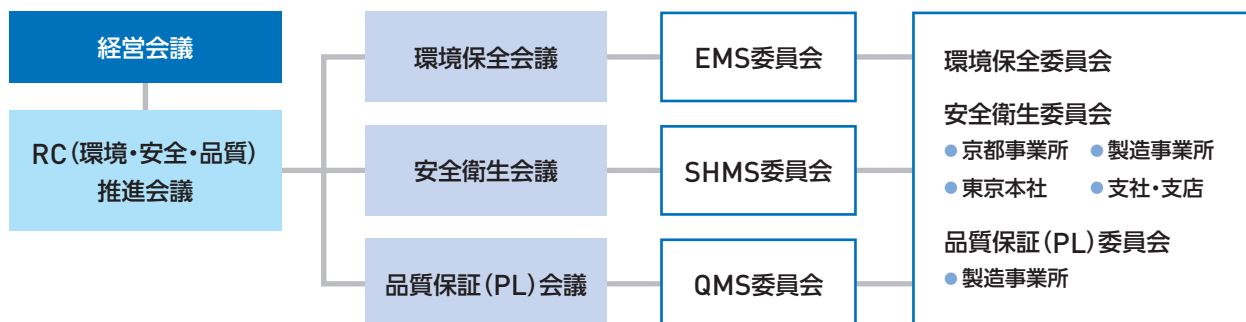 経営会議
RC(環境・安全・品質)
推進会議
環境保全会議
安全衛生会議
品質保証(PL)会議
EMS委員会
SHMS委員会
QMS委員会
環境保全委員会
安全衛生委員会
●京都事業所 ●製造事業所
●東京本社 ●支社・支店
品質保証(PL)委員会
●製造事業所